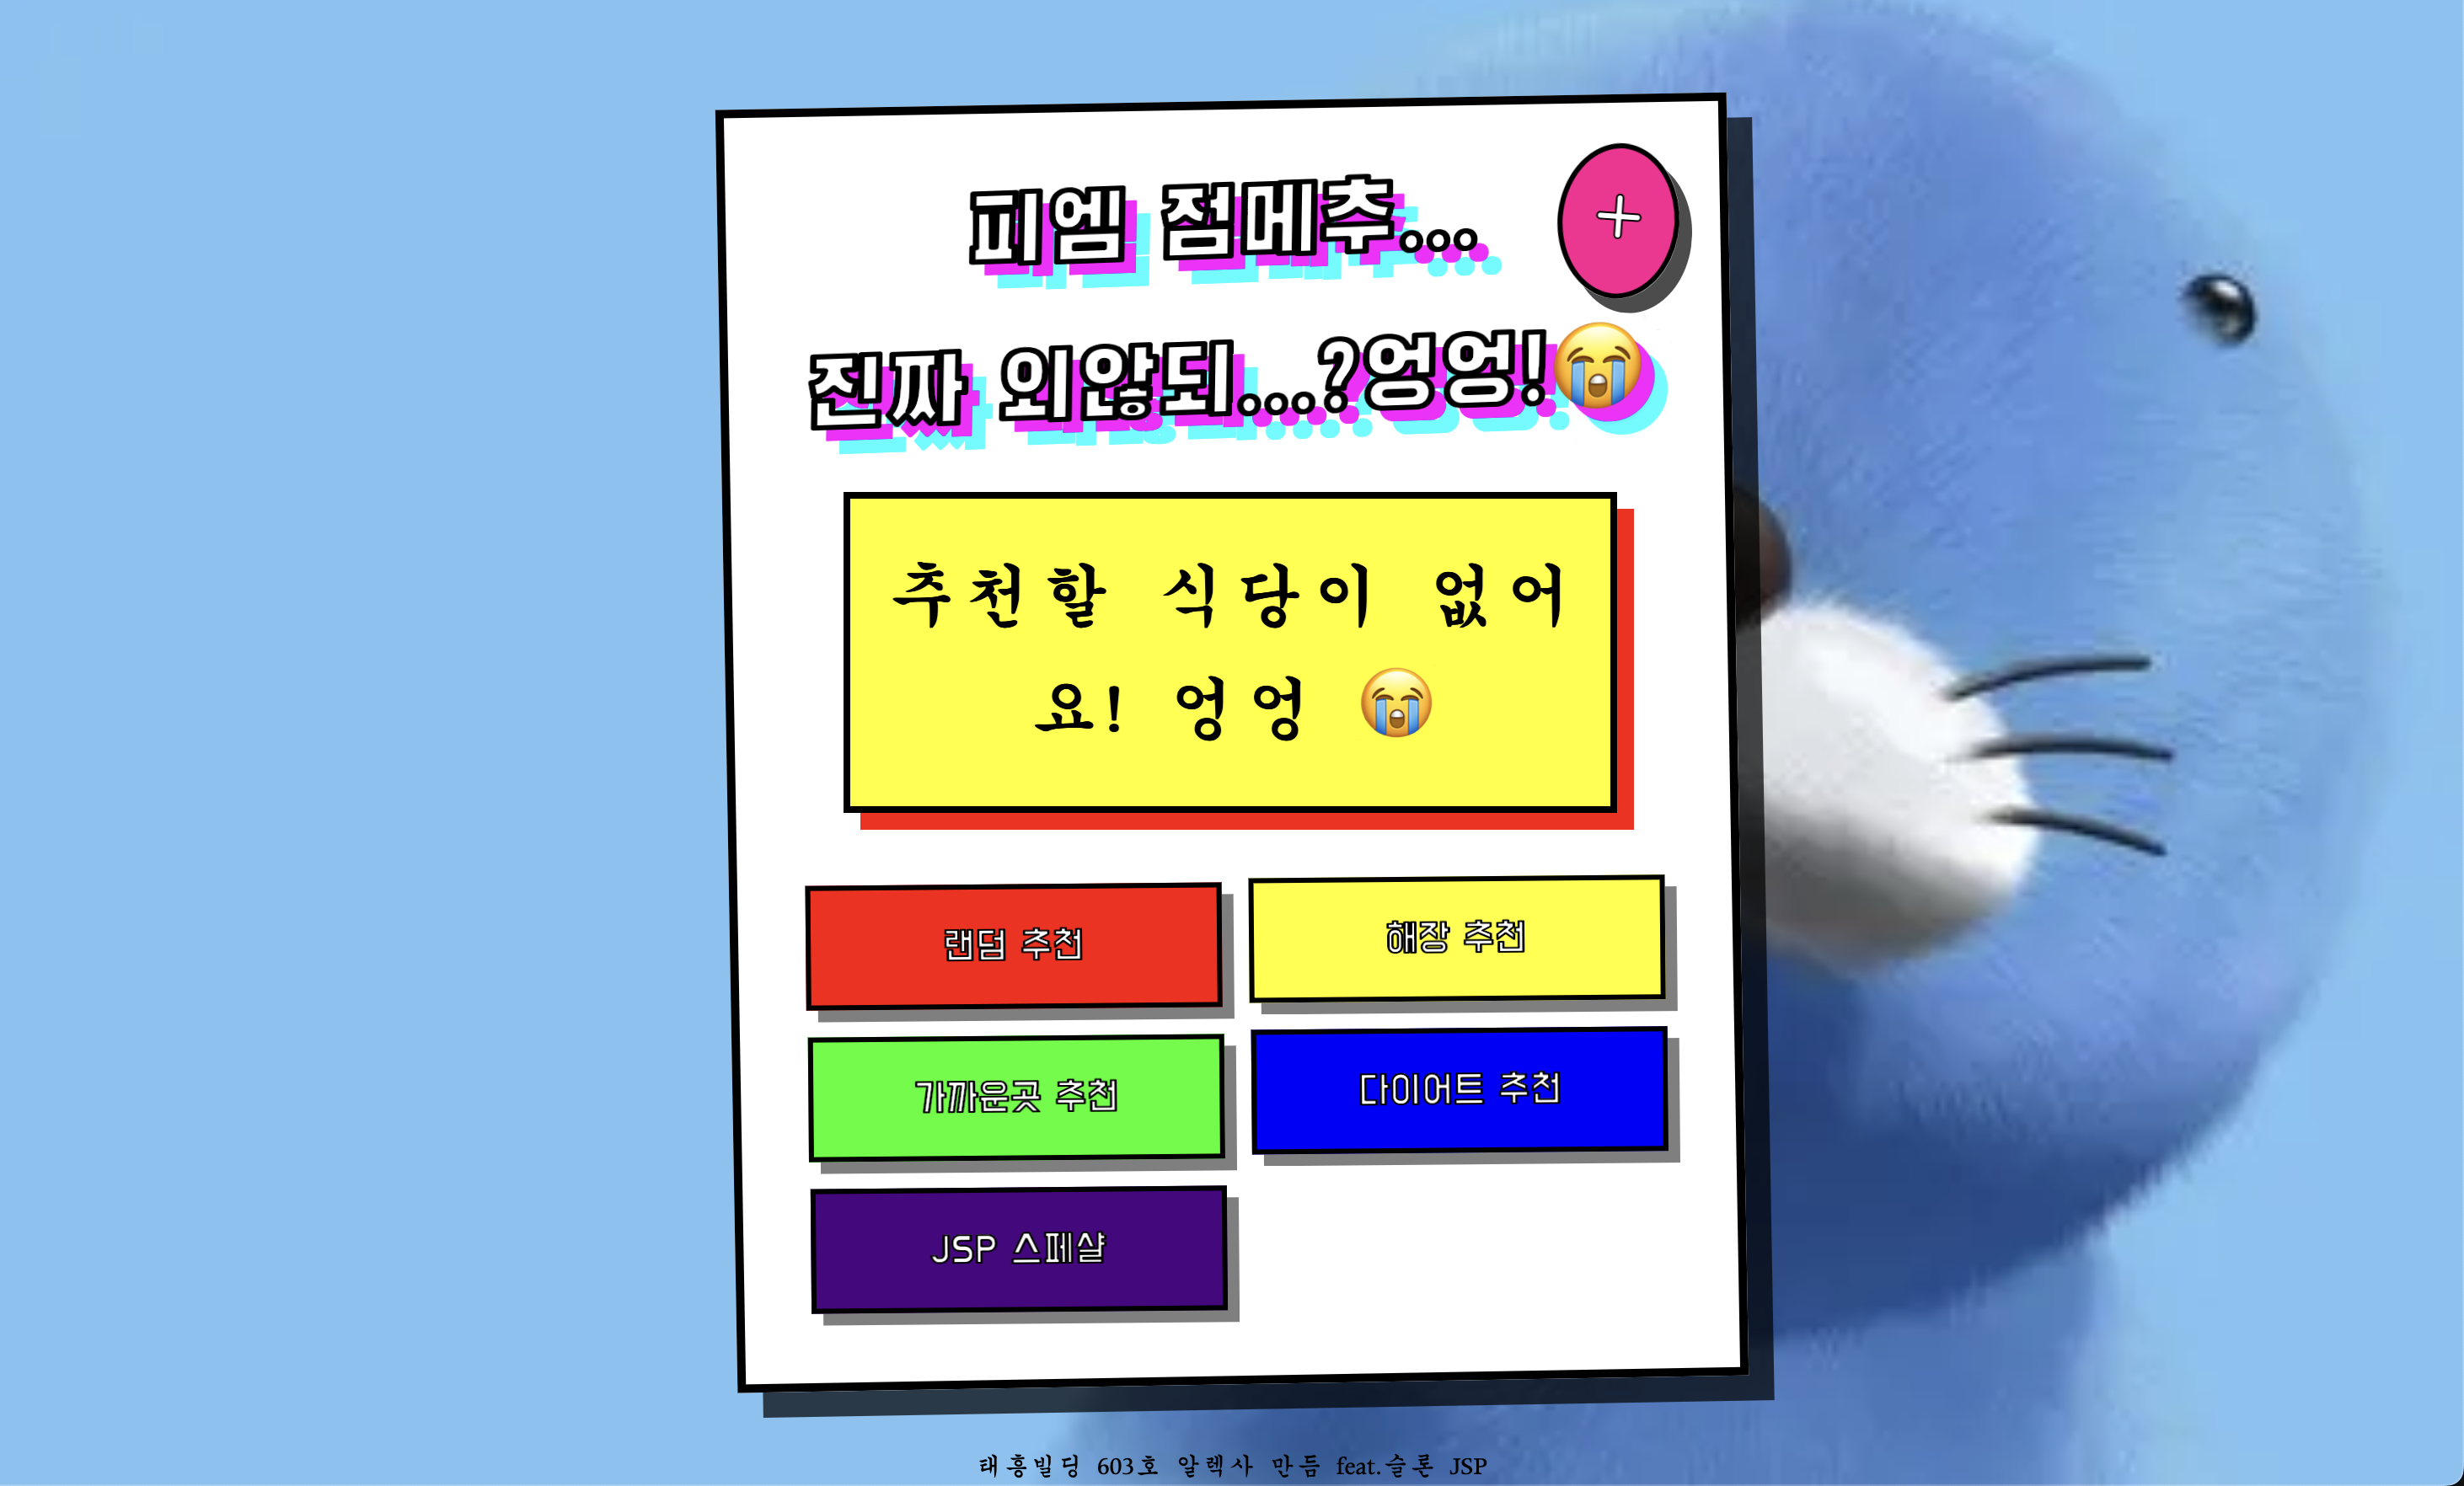 피엠 점메추...
+
진짜 외않되...?엉엉!😭
추천할 식당이 없어
요! 엉엉 😭
랜덤 추천
해장 추천
가까운곳 추천
다이어트 추천
JSP 스페샬
태흥빌딩 603호 알렉사 만듬 feat.슬론 JSP